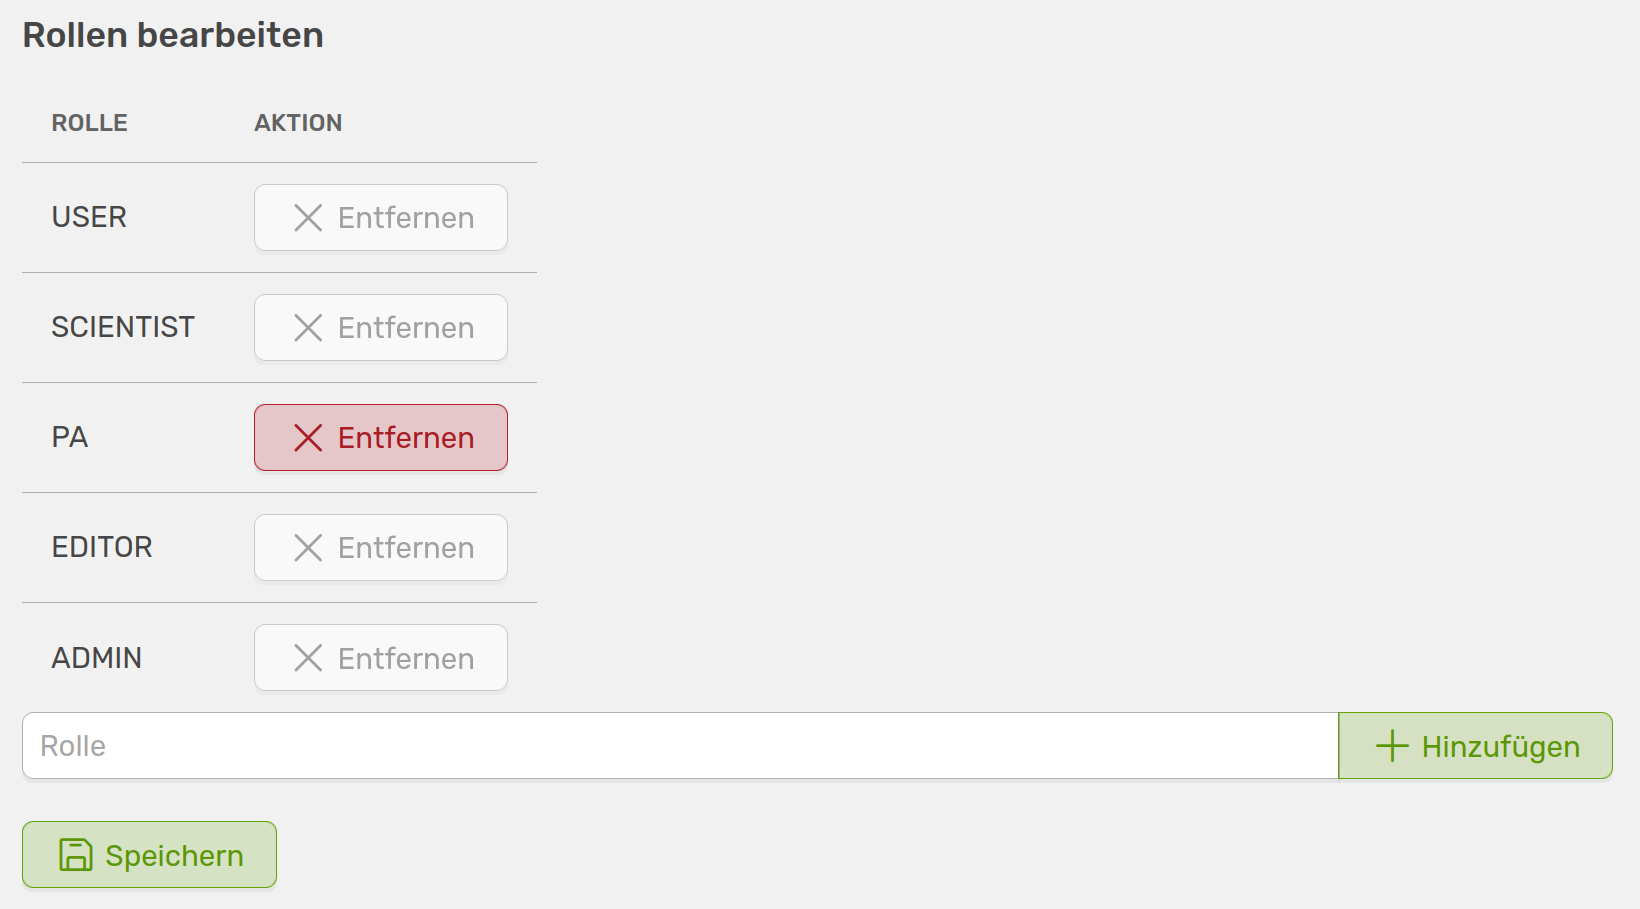 Rollen bearbeiten
ROLLE AKTION
USER Entfernen
SCIENTIST Entfernen
PA Entfernen
EDITOR Entfernen
ADMIN Entfernen
Rolle Hinzufügen
Speichern